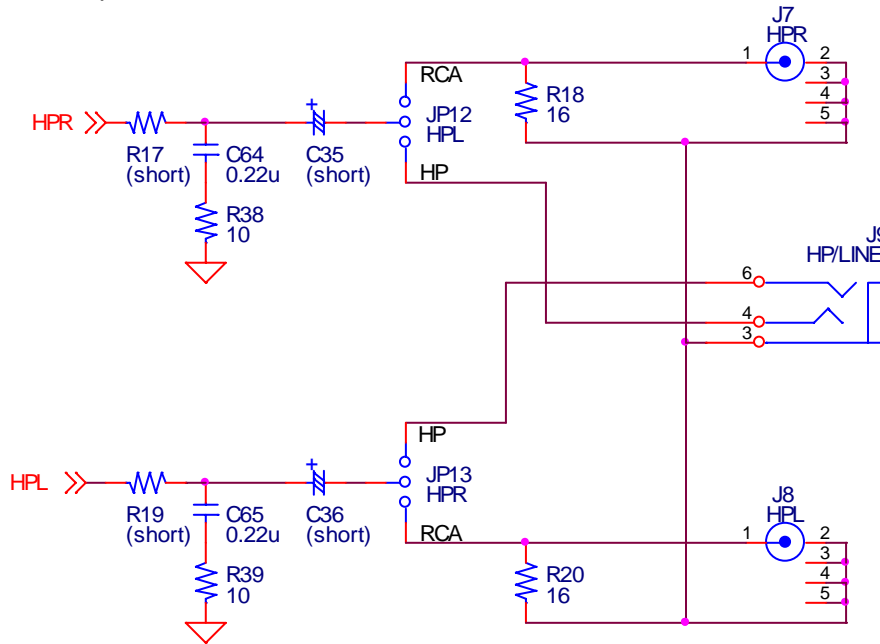 J7
HPR
1
2
3
4
5
RCA
R18
16
JP12
HPL
HPR
R17
(short)
C64
0.22u
+
C35
(short)
HP
R38
10
J9
HP/LINE
6
4
3
HP
JP13
HPR
HPL
R19
(short)
C65
0.22u
+
C36
(short)
RCA
R39
10
R20
16
J8
HPL
1
2
3
4
5